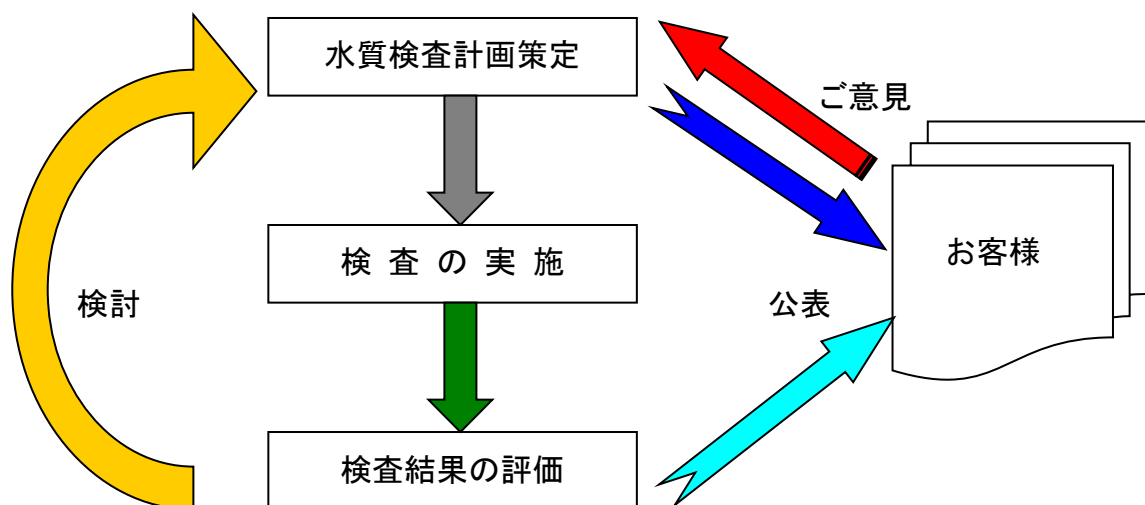 水質検査計画策定
ご意見
検 査 の 実 施
お客様
検討
公表
検査結果の評価